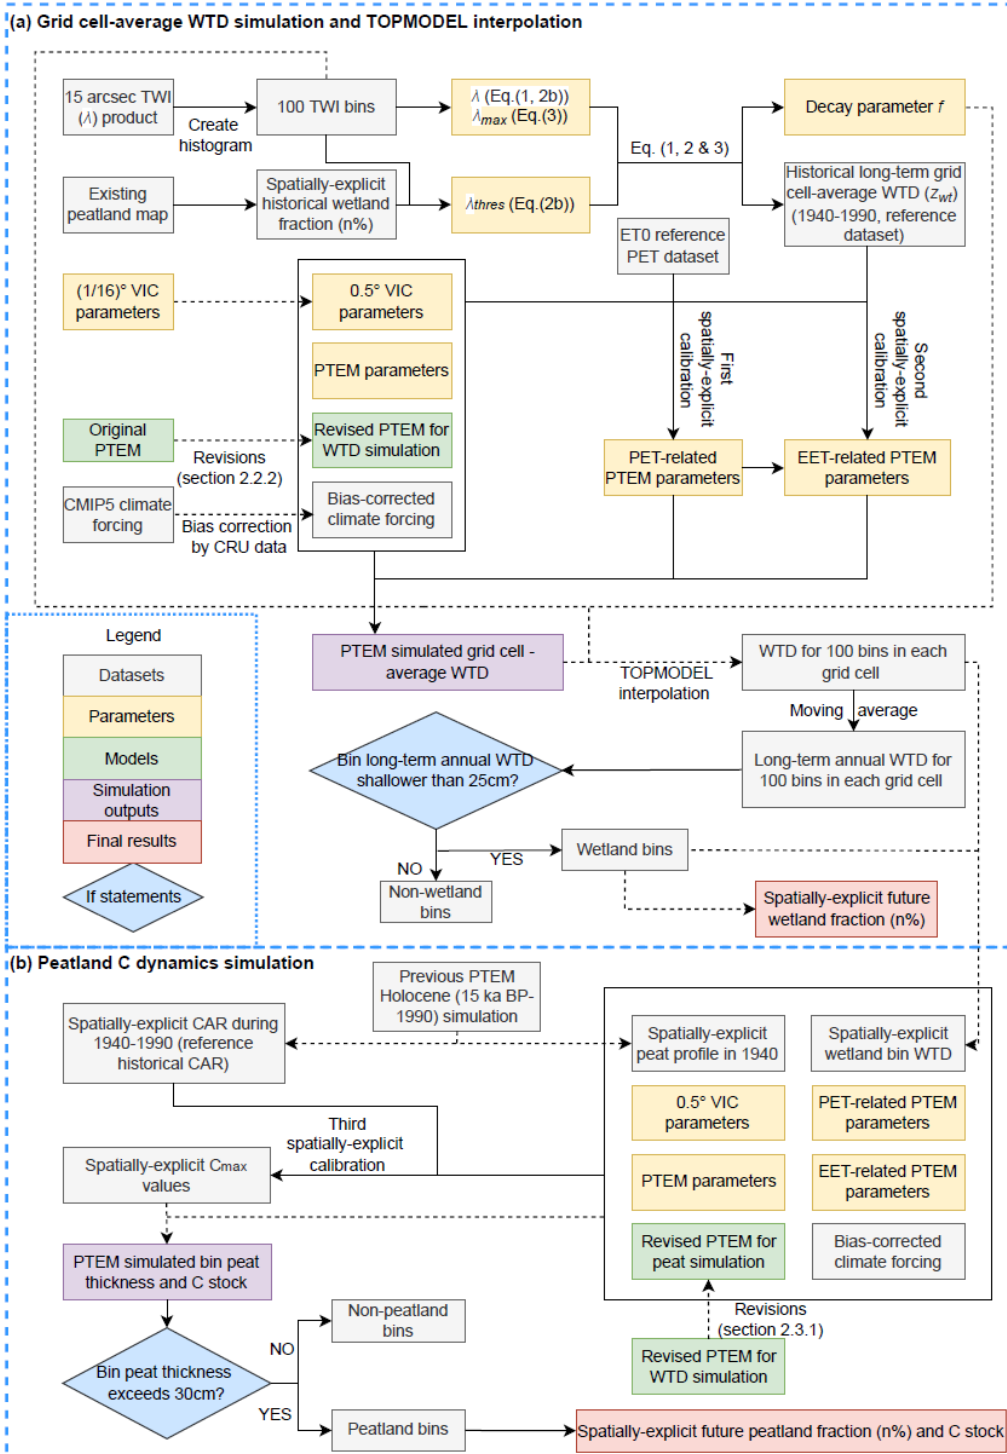 (a) Grid cell-average WTD simulation and TOPMODEL interpolation
15 arcsec TWI
(λ) product
Create
histogram
100 TWI bins
λ (Eq.(1, 2b))
λmax (Eq.(3))
Decay parameter f
Eq. (1, 2 & 3)
Existing
peatland map
Spatially-explicit
historical wetland
fraction (n%)
λthres (Eq.(2b))
Historical long-term grid
cell-average WTD (zwt)
(1940-1990, reference
dataset)
ET0 reference
PET dataset
(1/16)° VIC
parameters
0.5° VIC
parameters
PTEM parameters
First
spatially-explicit
calibration
Second
spatially-explicit
calibration
Original
PTEM
Revisions
(section 2.2.2)
Revised PTEM for
WTD simulation
PET-related
PTEM parameters
EET-related PTEM
parameters
CMIP5 climate
forcing
Bias correction
by CRU data
Bias-corrected
climate forcing
Legend
Datasets
Parameters
Models
Simulation
outputs
Final results
If statements
PTEM simulated grid cell -
average WTD
TOPMODEL
interpolation
WTD for 100 bins in each
grid cell
Moving average
Long-term annual WTD for
100 bins in each grid cell
Bin long-term annual WTD
shallower than 25cm?
NO
YES
Wetland bins
Non-wetland
bins
Spatially-explicit future
wetland fraction (n%)
(b) Peatland C dynamics simulation
Previous PTEM
Holocene (15 ka BP-
1990) simulation
Spatially-explicit CAR during
1940-1990 (reference
historical CAR)
Spatially-explicit
peat profile in 1940
Spatially-explicit
wetland bin WTD
0.5° VIC
parameters
PET-related PTEM
parameters
Third
spatially-explicit
calibration
Spatially-explicit Cmax
values
PTEM parameters
EET-related PTEM
parameters
Revised PTEM for
peat simulation
Bias-corrected
climate forcing
PTEM simulated bin peat
thickness and C stock
Revisions
(section 2.3.1)
Revised PTEM for
WTD simulation
Non-peatland
bins
NO
Bin peat thickness
exceeds 30cm?
YES
Peatland bins
Spatially-explicit future peatland fraction (n%) and C stock